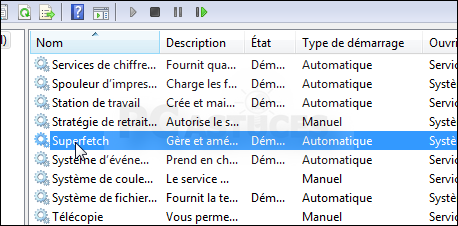 l)
Nom Description État Type de démarrage Ouvri
Services de chiffre... Fournit qua... Dém... Automatique Servic
Spouleur d'impres... Charge les f... Dém... Automatique Systè
Station de travail Crée et mai... Dém... Automatique Servic
Stratégie de retrait... Autorise le s... Manuel Systè
Superfetch Gère et amé... Dém... Automatique Systè
Système d'événe... Prend en ch... Dém... Automatique Servic
Système de coule... Le service ... Manuel Servic
Système de fichier... Fournit la te... Dém... Automatique Systè
Télécopie Vous perme... Manuel Servic